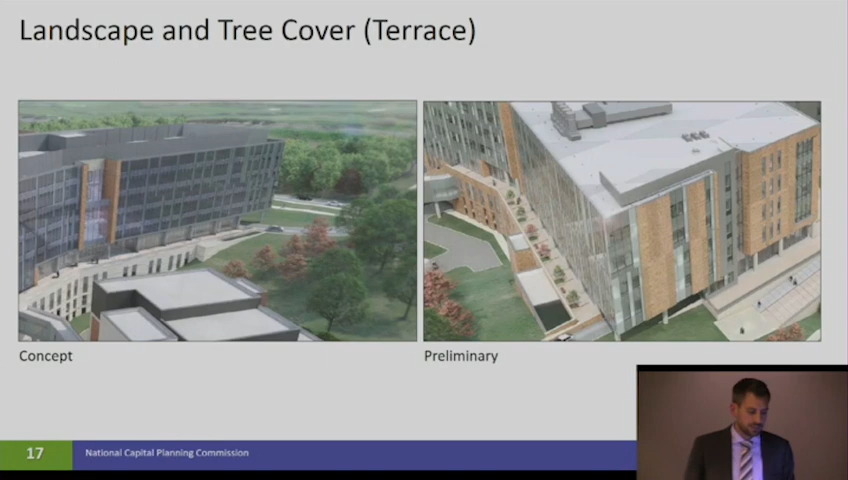 Landscape and Tree Cover (Terrace)
Concept
Preliminary
17
National Capital Planning Commission